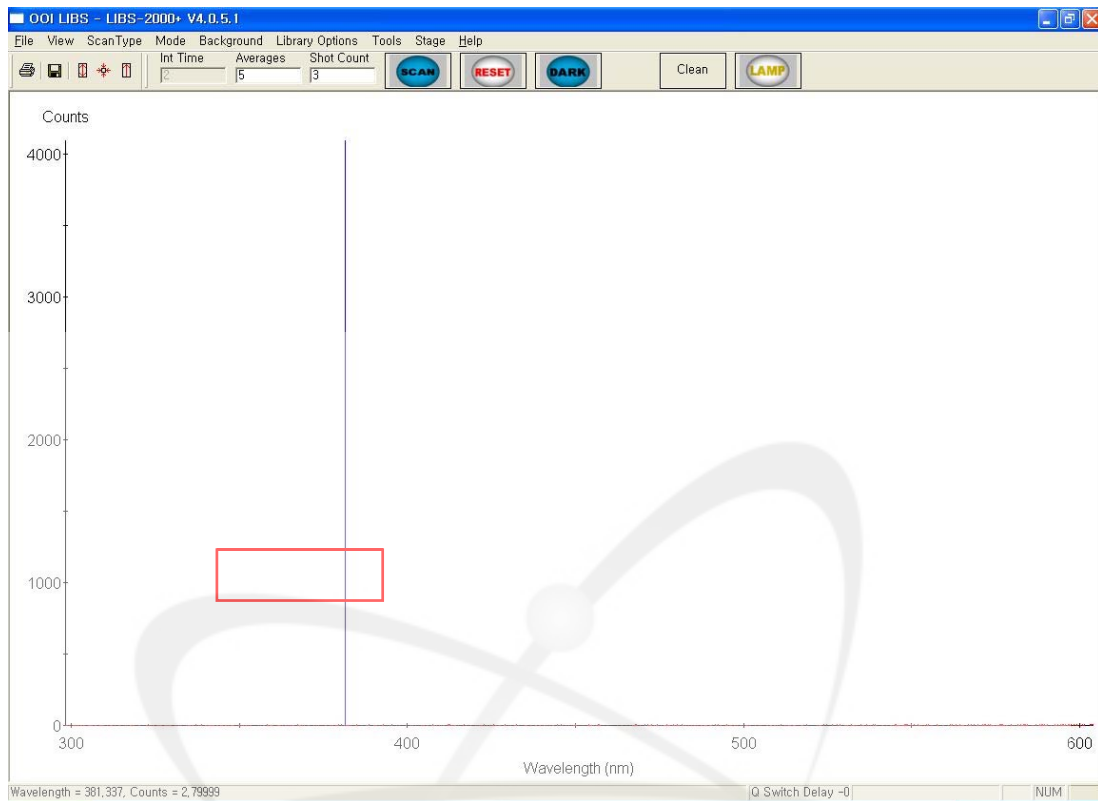 OOI LIBS - LIBS-2000+ V4.0.5.1
File View ScanType Mode Background Library Options Tools Stage Help
Int Time Averages Shot Count
2 5 3 SCAN RESET DARK Clean LAMP
Counts
4000
3000
2000
1000
0
300 400 500 600
Wavelength (nm)
Wavelength = 381,337, Counts = 2,79999 Q Switch Delay -0 NUM